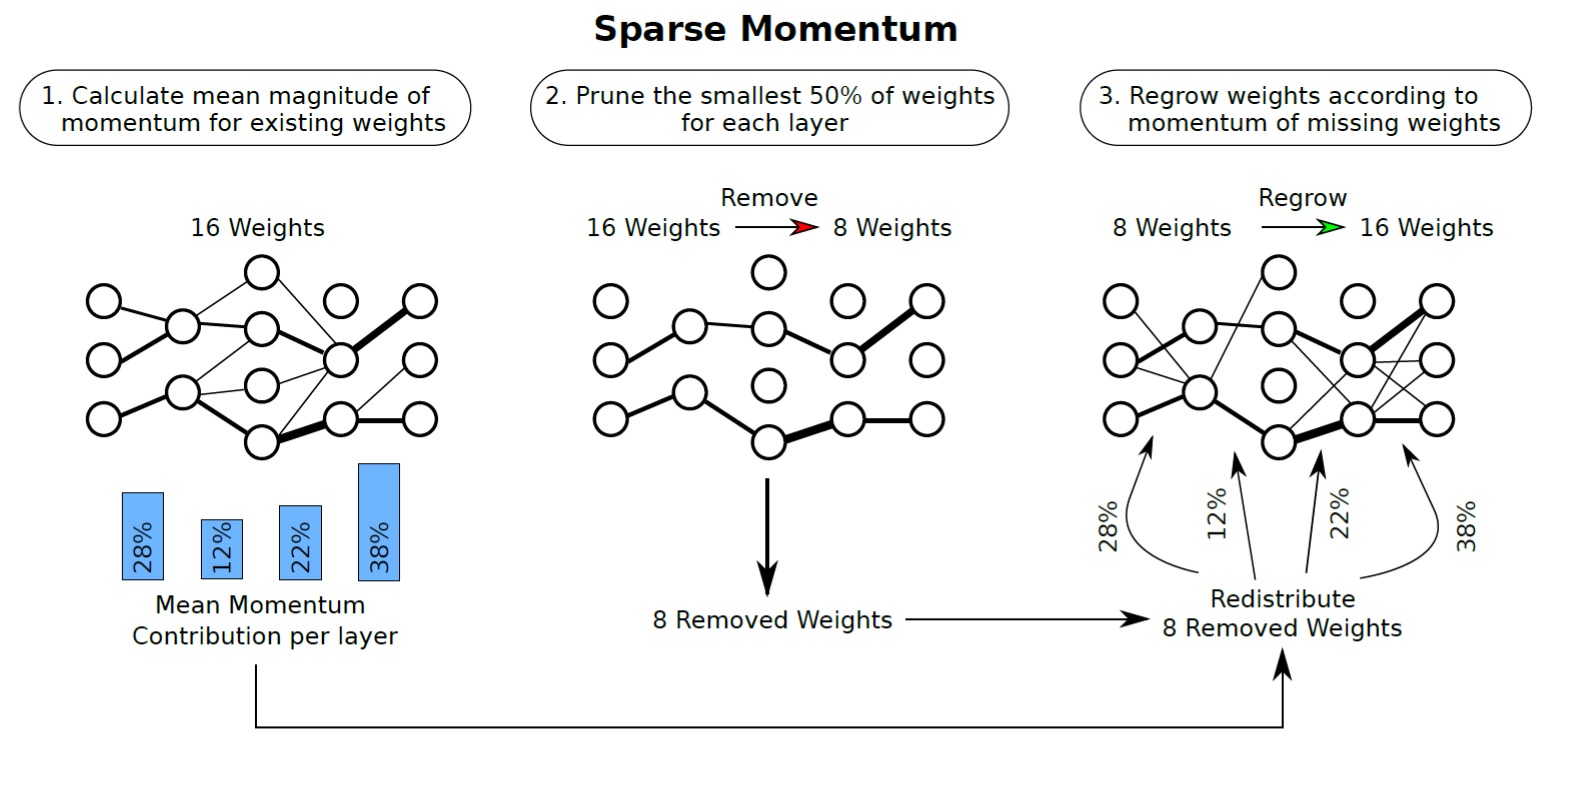 Sparse Momentum
1. Calculate mean magnitude of
momentum for existing weights
2. Prune the smallest 50% of weights
for each layer
3. Regrow weights according to
momentum of missing weights
16 Weights
Remove
16 Weights
8 Weights
Regrow
8 Weights
16 Weights
28%
12%
22%
38%
Mean Momentum
Contribution per layer
8 Removed Weights
28%
12%
22%
38%
Redistribute
8 Removed Weights